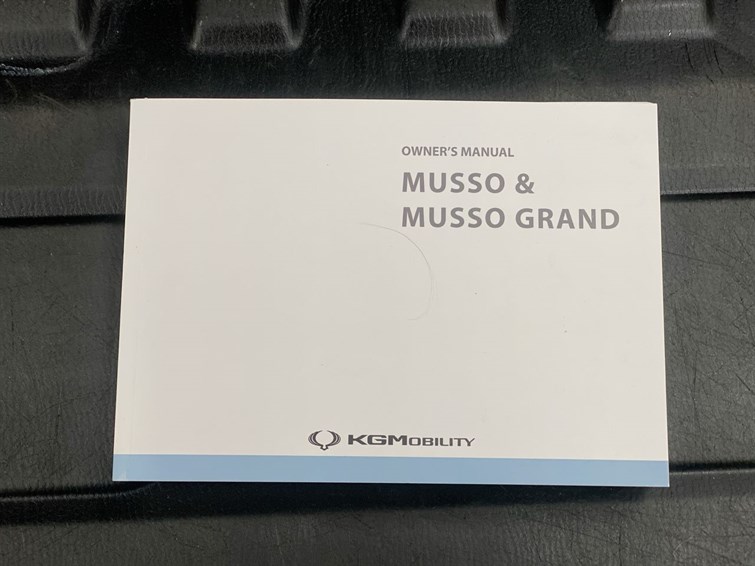 OWNER'S MANUAL
MUSSO &
MUSSO GRAND
KGMOBILITY